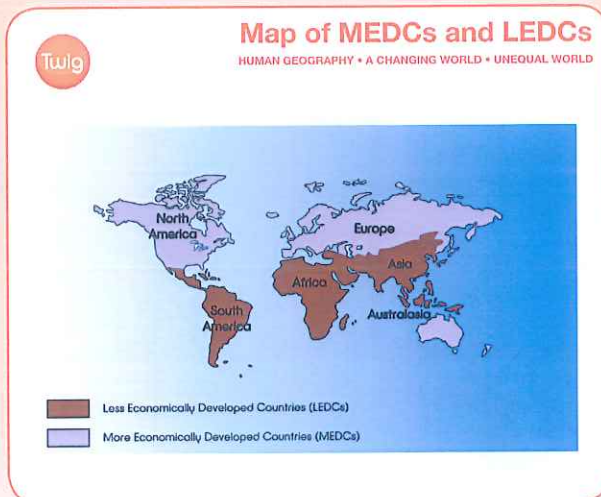 Twig
Map of MEDCs and LEDCs
HUMAN GEOGRAPHY • A CHANGING WORLD • UNEQUAL WORLD
North
America
Europe
Asia
Africa
South
America
Australasia
Less Economically Developed Countries (LEDCs)
More Economically Developed Countries (MEDCs)